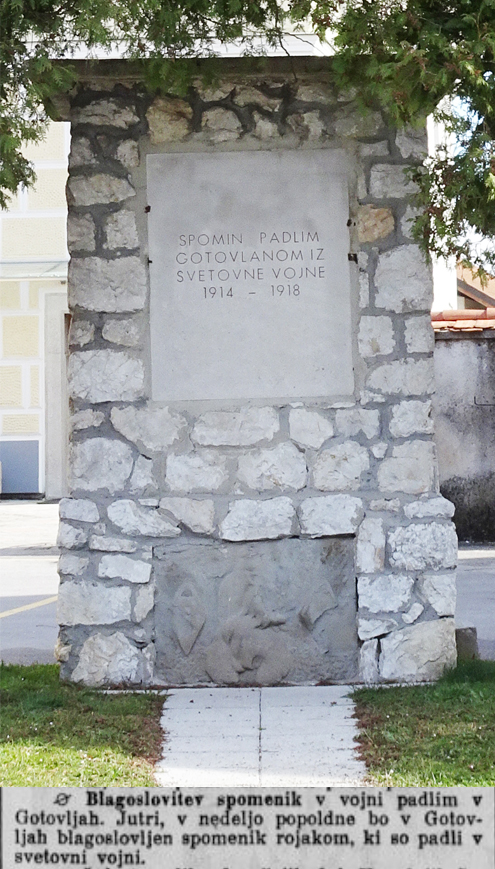 SPOMIN PADLIM
GOTOVLANOM IZ
SVETOVNE VOJNE
1914 – 1918
Blagoslovitev spomenik v vojni padlim v
Gotovljah. Jutri, v nedeljo popoldne bo v Gotov-
ljah blagoslovljen spomenik rojakom, ki so padli v
svetovni vojni.